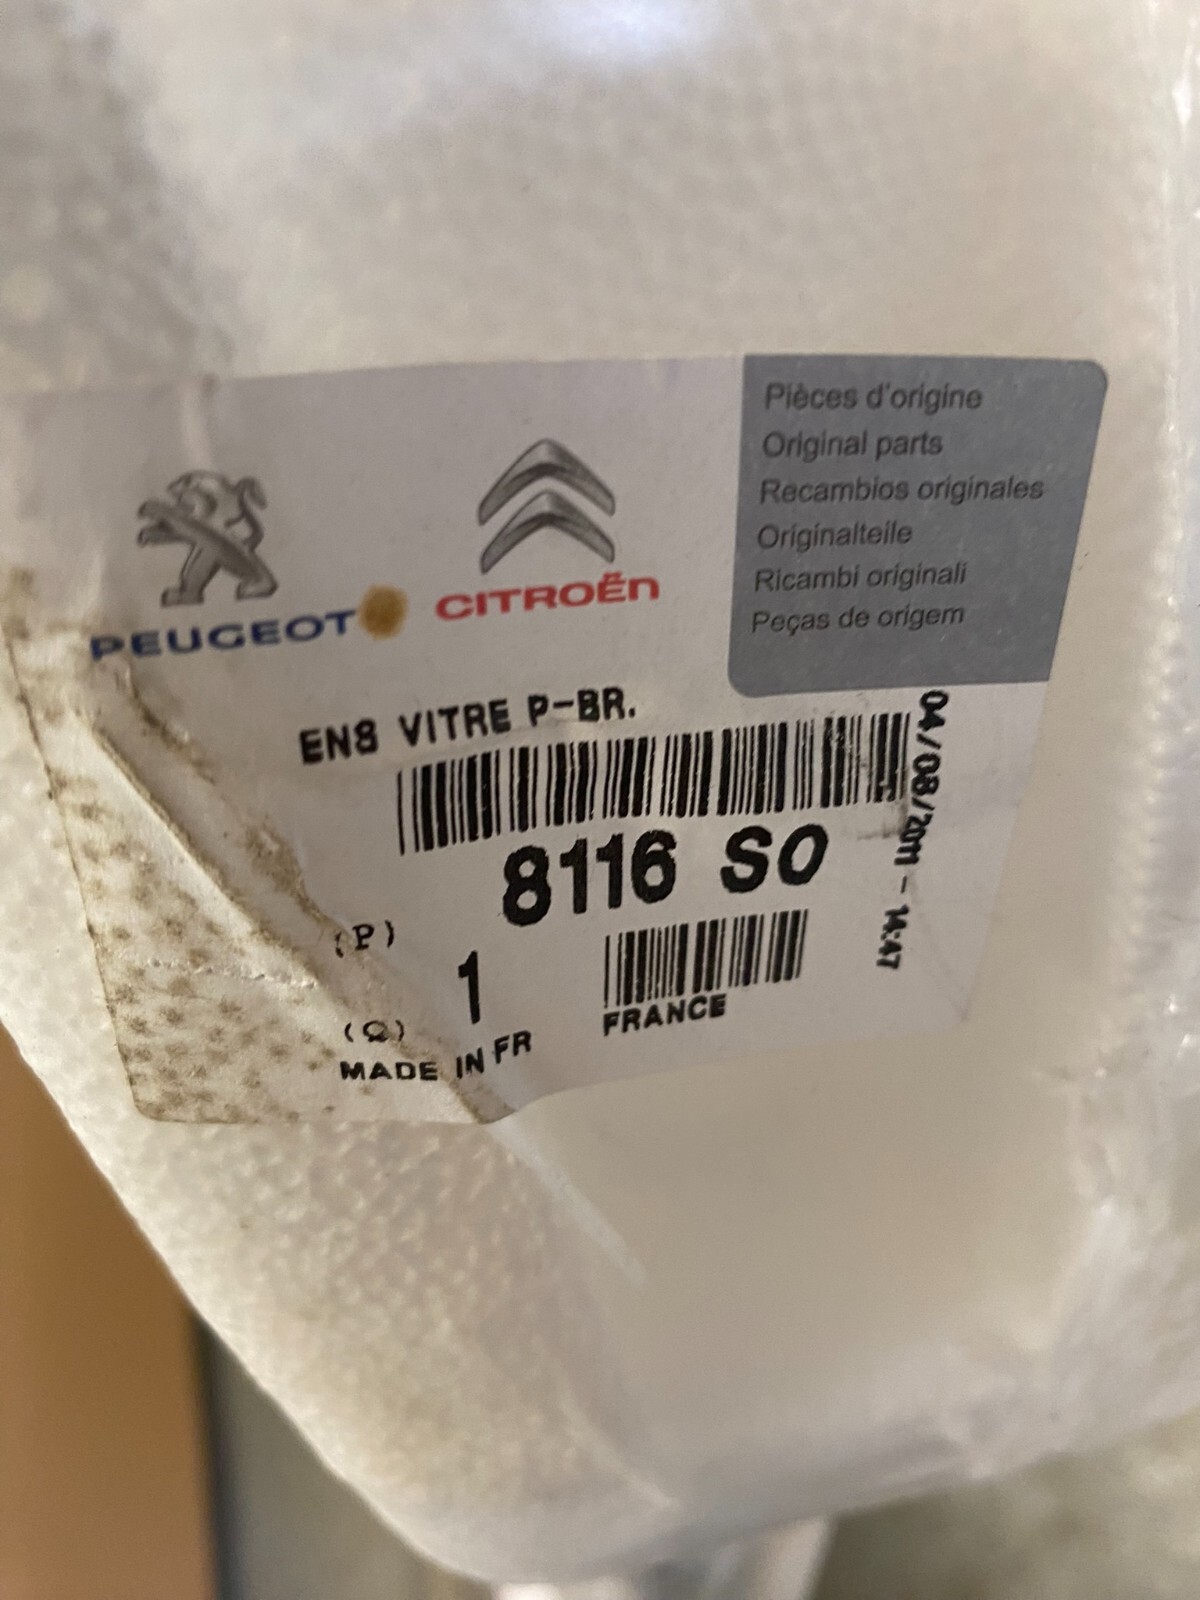 Pièces d'origine
Original parts
Recambios originales
Originalteile
Ricambi originali
Peças de origem
PEUGEOT
CITROËN
EN8 VITRE P-BR.
8116 SO
04/08/2011 - 14:47
(P)
1
(Q)
FRANCE
MADE IN FR